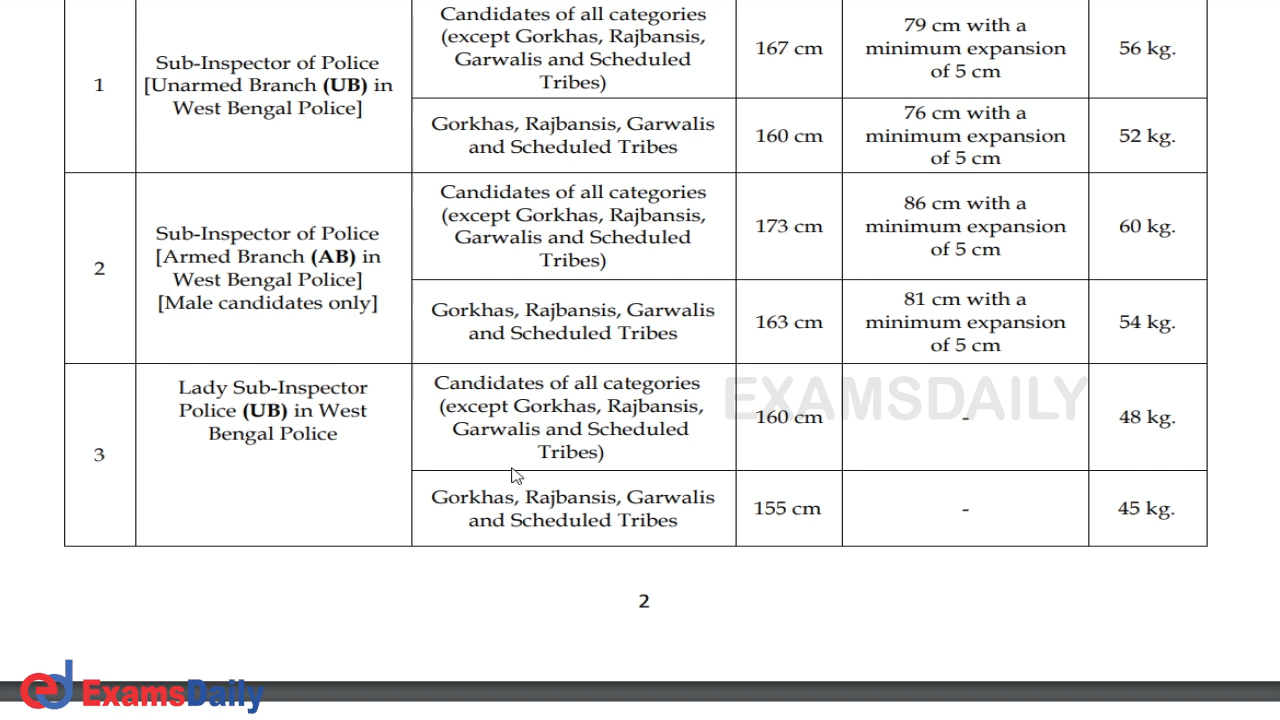 1
Sub-Inspector of Police
[Unarmed Branch (UB) in
West Bengal Police]
Candidates of all categories
(except Gorkhas, Rajbansis,
Garwalis and Scheduled
Tribes)
167 cm
79 cm with a
minimum expansion
of 5 cm
56 kg.
Gorkhas, Rajbansis, Garwalis
and Scheduled Tribes
160 cm
76 cm with a
minimum expansion
of 5 cm
52 kg.
2
Sub-Inspector of Police
[Armed Branch (AB) in
West Bengal Police]
[Male candidates only]
Candidates of all categories
(except Gorkhas, Rajbansis,
Garwalis and Scheduled
Tribes)
173 cm
86 cm with a
minimum expansion
of 5 cm
60 kg.
Gorkhas, Rajbansis, Garwalis
and Scheduled Tribes
163 cm
81 cm with a
minimum expansion
of 5 cm
54 kg.
3
Lady Sub-Inspector
Police (UB) in West
Bengal Police
Candidates of all categories
(except Gorkhas, Rajbansis,
Garwalis and Scheduled
Tribes)
160 cm
-
48 kg.
EXAMSDAILY
Gorkhas, Rajbansis, Garwalis
and Scheduled Tribes
155 cm
-
45 kg.
2
ed ExamsDaily